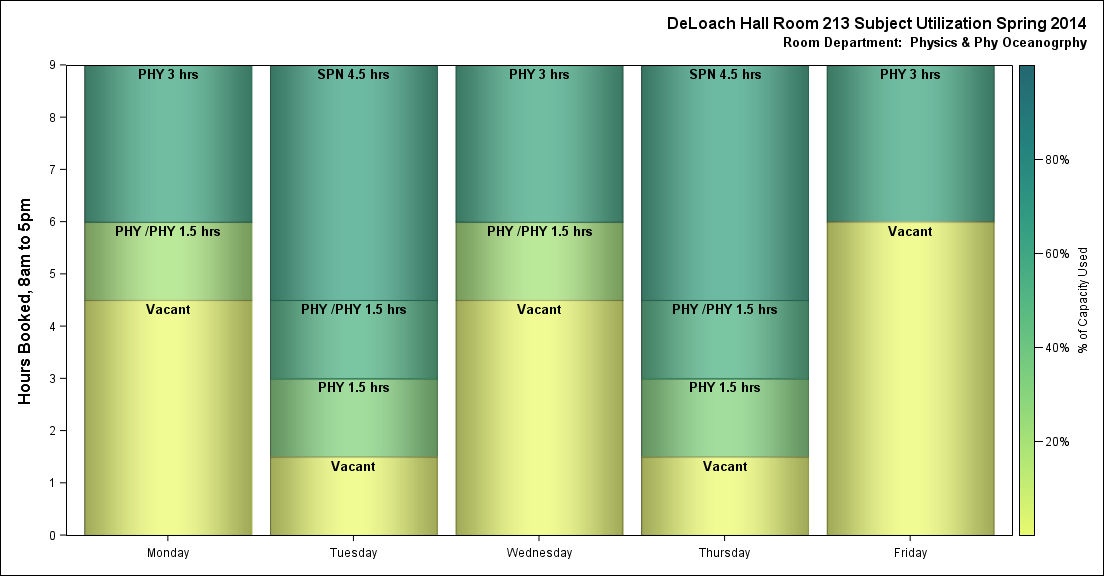 DeLoach Hall Room 213 Subject Utilization Spring 2014
Room Department:  Physics & Phy Oceanogrphy
Hours Booked, 8am to 5pm
9
8
7
6
5
4
3
2
1
0
PHY 3 hrs
PHY /PHY 1.5 hrs
Vacant
SPN 4.5 hrs
PHY /PHY 1.5 hrs
PHY 1.5 hrs
Vacant
PHY 3 hrs
PHY /PHY 1.5 hrs
Vacant
SPN 4.5 hrs
PHY /PHY 1.5 hrs
PHY 1.5 hrs
Vacant
PHY 3 hrs
Vacant
Monday
Tuesday
Wednesday
Thursday
Friday
80%
60%
40%
20%
% of Capacity Used